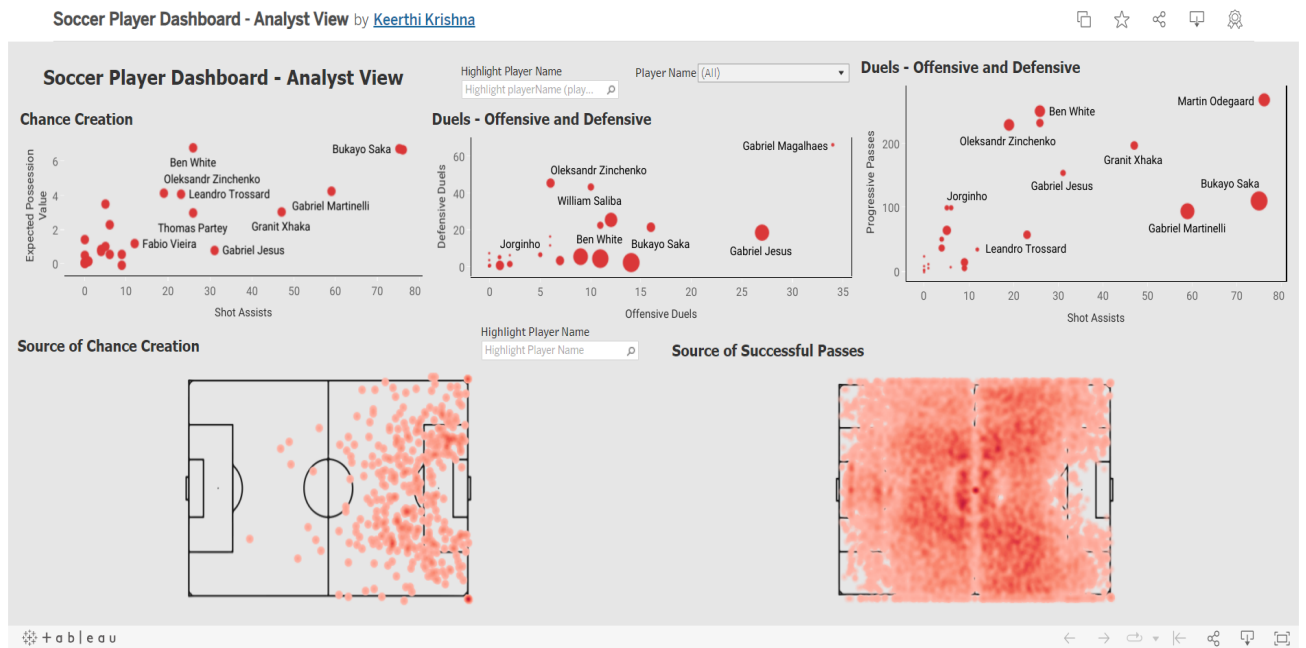 Soccer Player Dashboard - Analyst View by Keerthi Krishna
Soccer Player Dashboard - Analyst View
Highlight Player Name
Highlight playerName (play...
Player Name
(All)
Chance Creation
Expected Possession
Value
6
4
2
0
Ben White
Bukayo Saka
Oleksandr Zinchenko
Leandro Trossard
Gabriel Martinelli
Thomas Partey
Granit Xhaka
Fabio Vieira
Gabriel Jesus
0 10 20 30 40 50 60 70 80
Shot Assists
Duels - Offensive and Defensive
Defensive Duels
60
40
20
0
Gabriel Magalhaes
Oleksandr Zinchenko
William Saliba
Jorginho
Ben White
Bukayo Saka
Gabriel Jesus
0 5 10 15 20 25 30 35
Offensive Duels
Duels - Offensive and Defensive
Progressive Passes
200
100
0
Martin Odegaard
Ben White
Oleksandr Zinchenko
Granit Xhaka
Gabriel Jesus
Bukayo Saka
Jorginho
Gabriel Martinelli
Leandro Trossard
0 10 20 30 40 50 60 70 80
Shot Assists
Source of Chance Creation
Highlight Player Name
Highlight Player Name
Source of Successful Passes
+ a b | e a u